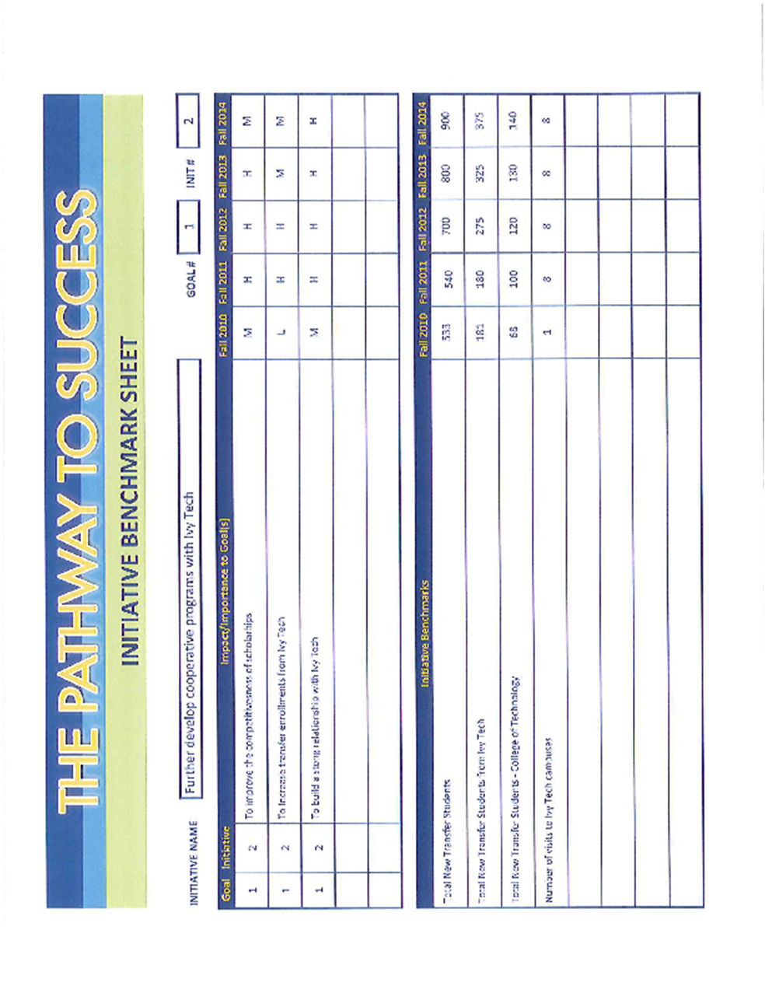 THE PATHWAY TO SUCCESS
INITIATIVE BENCHMARK SHEET
INITIATIVE NAME Further develop cooperative programs with Ivy Tech GOAL # 1 INIT # 2
Goal Initiative Impact/Importance to Goal(s) Fall 2010 Fall 2011 Fall 2012 Fall 2013 Fall 2014
1 2 To improve the competitiveness of scholarhips M H H H M
1 2 To increase transfer enrollments from Ivy Tech L H H M M
1 2 To build a stong relationship with Ivy Tech M H H H H
Initiative Benchmarks Fall 2010 Fall 2011 Fall 2012 Fall 2013 Fall 2014
Total New Transfer Students 533 540 700 800 900
Total New Transfer Students from Ivy Tech 181 180 275 325 375
Total New Transfer Students - College of Technology 68 100 120 130 140
Number of visits to Ivy Tech campuses 1 8 8 8 8